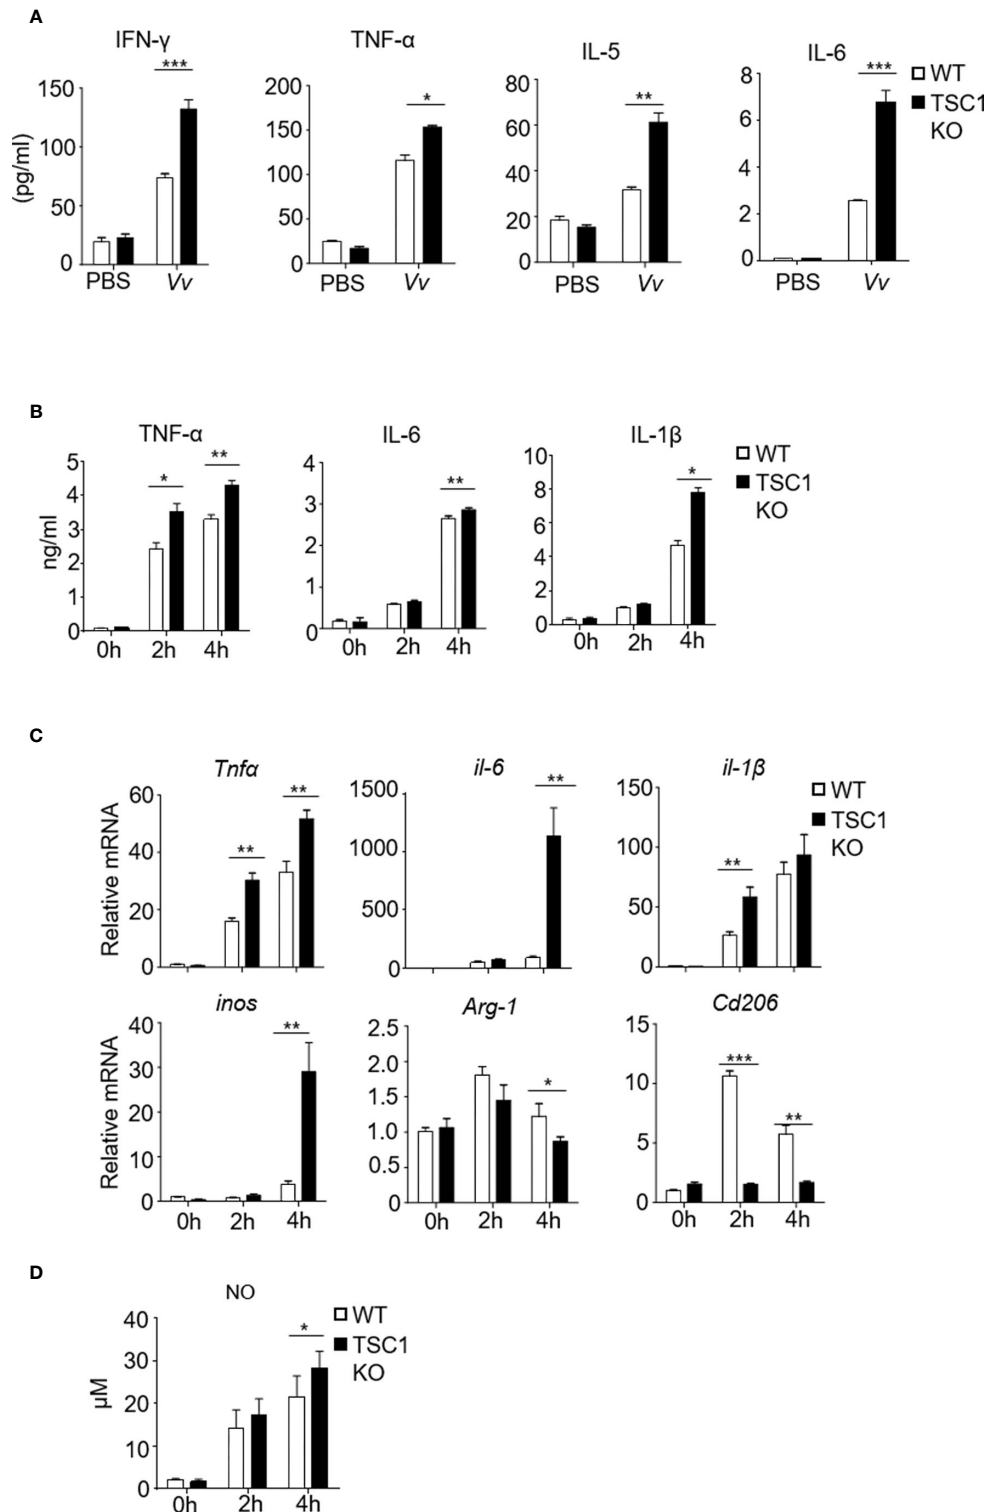 A
IFN-γ
TNF-α
IL-5
IL-6
WT
TSC1
KO
(pg/ml)
150
100
50
0
***
PBS
Vv
200
150
100
50
0
*
PBS
Vv
80
60
40
20
0
**
PBS
Vv
8
6
4
2
0
***
PBS
Vv
B
TNF-α
IL-6
IL-1β
WT
TSC1
KO
ng/ml
5
4
3
2
1
0
*
**
0h
2h
4h
4
3
2
1
0
**
0h
2h
4h
10
8
6
4
2
0
*
0h
2h
4h
C
Tnfα
il-6
il-1β
WT
TSC1
KO
Relative mRNA
60
40
20
0
**
**
1500
1000
500
0
**
150
100
50
0
**
inos
Arg-1
Cd206
Relative mRNA
40
30
20
10
0
**
0h
2h
4h
2.5
2.0
1.5
1.0
0.5
0
*
0h
2h
4h
15
10
5
0
***
**
0h
2h
4h
D
NO
WT
TSC1
KO
µM
40
30
20
10
0
*
0h
2h
4h